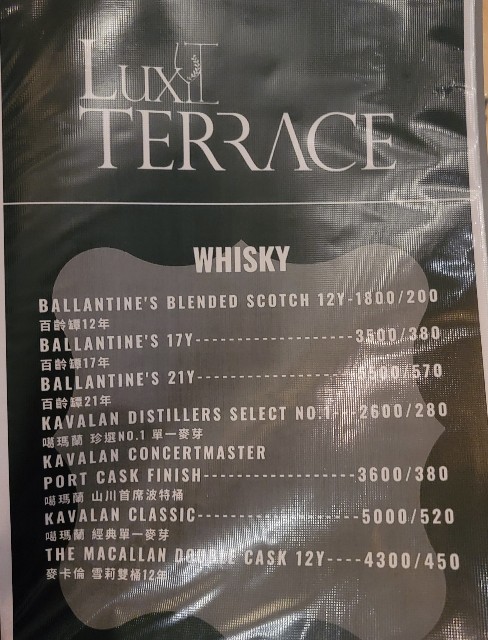 LUXIT
TERRACE
WHISKY
BALLANTINE'S BLENDED SCOTCH 12Y-1800/200
百齡罈12年
BALLANTINE'S 17Y--------------------3500/380
百齡罈17年
BALLANTINE'S 21Y--------------------500/570
百齡罈21年
KAVALAN DISTILLERS SELECT NO.1---2600/280
噶瑪蘭 珍選NO.1 單一麥芽
KAVALAN CONCERTMASTER
PORT CASK FINISH-------------------3600/380
噶瑪蘭 山川首席波特桶
KAVALAN CLASSIC--------------------5000/520
噶瑪蘭 經典單一麥芽
THE MACALLAN DOUBLE CASK 12Y----4300/450
麥卡倫 雪莉雙桶12年